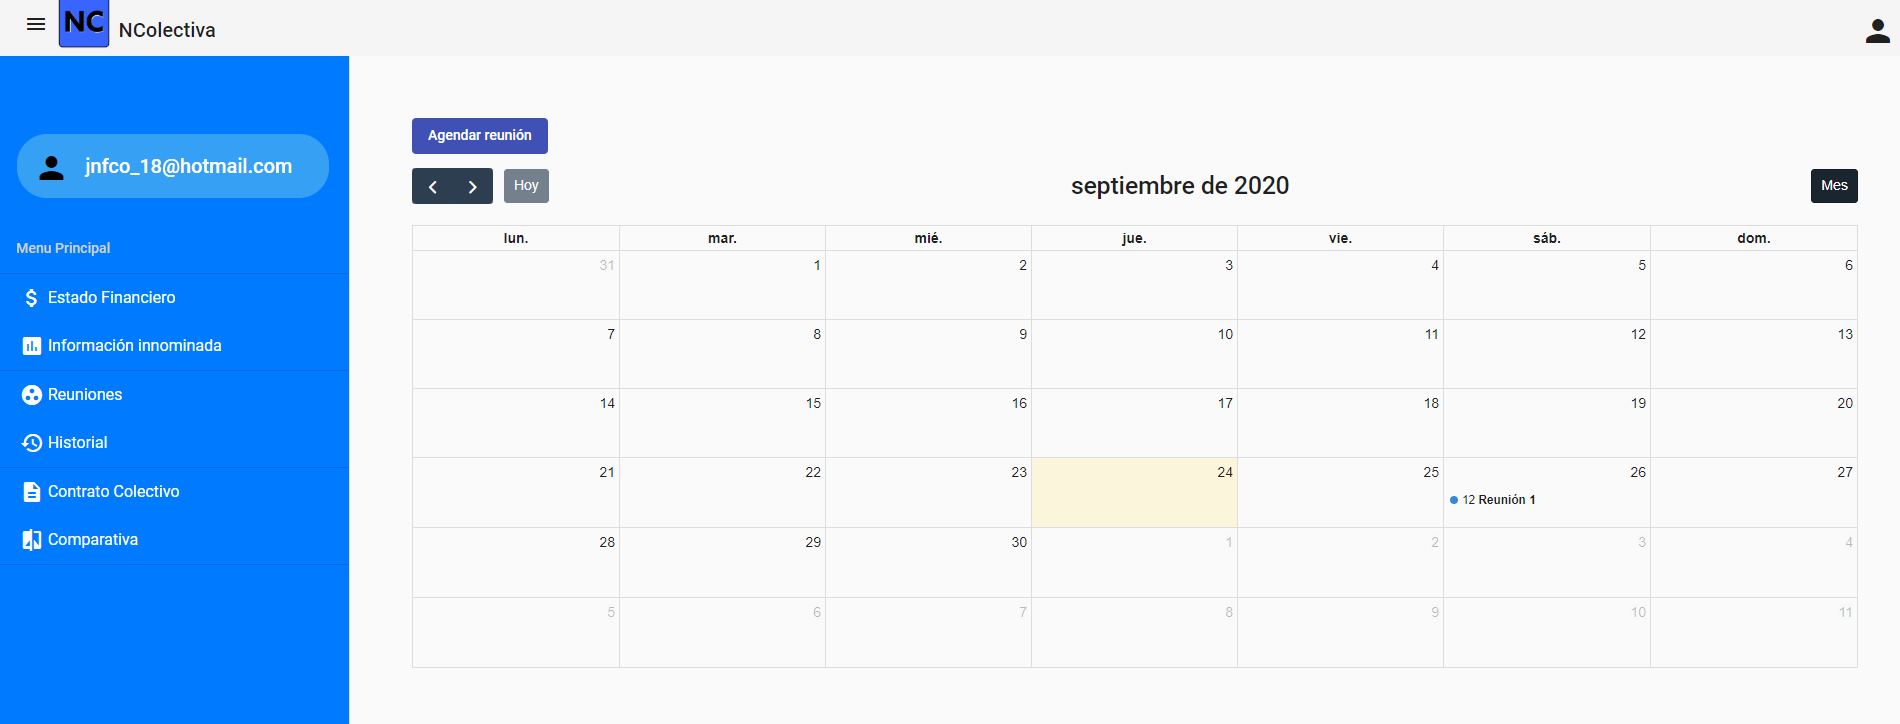 NC NColectiva
jnfco_18@hotmail.com
Menu Principal
Estado Financiero
Información innominada
Reuniones
Historial
Contrato Colectivo
Comparativa
Agendar reunión
Hoy septiembre de 2020 Mes
lun. mar. mié. jue. vie. sáb. dom.
31 1 2 3 4 5 6
7 8 9 10 11 12 13
14 15 16 17 18 19 20
21 22 23 24 25 26 27
12 Reunión 1
28 29 30 1 2 3 4
5 6 7 8 9 10 11